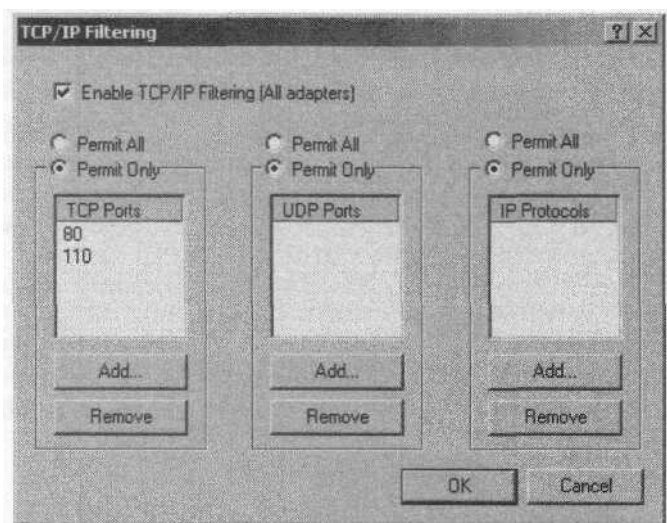 TCP/IP Filtering
Enable TCP/IP Filtering (All adapters)
Permit All
Permit Only
TCP Ports
80
110
Add...
Remove
Permit All
Permit Only
UDP Ports
Add...
Remove
Permit All
Permit Only
IP Protocols
Add...
Remove
OK
Cancel